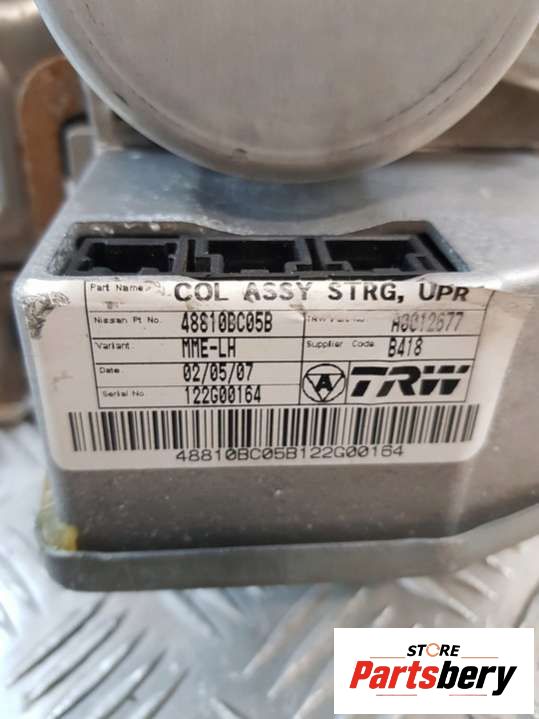 Part Name COL ASSY STRG, UPR
Nissan Pt No. 48810BC05B TRW Part No A0012677
Variant. MME-LH Supplier Code B418
Date. 02/05/07
Serial No. 122G00164
A TRW
48810BC05B122G00164
STORE
Partsbery